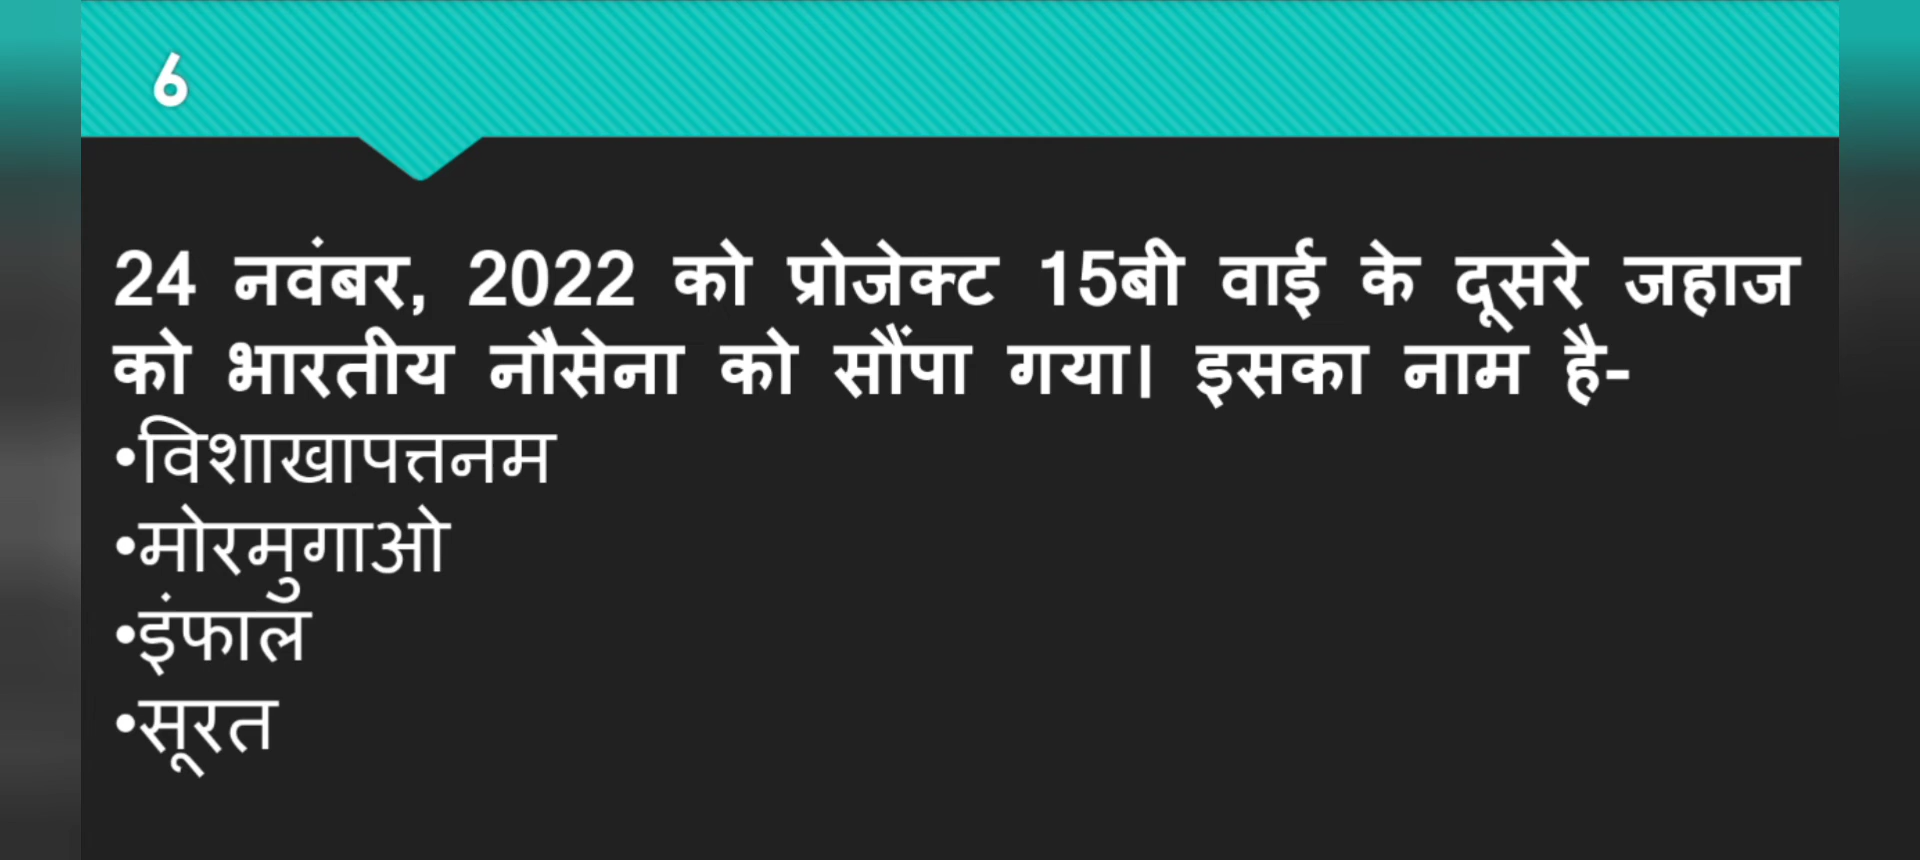 6
24 नवंबर, 2022 को प्रोजेक्ट 15बी वाई के दूसरे जहाज
को भारतीय नौसेना को सौंपा गया। इसका नाम है-
•विशाखापत्तनम
•मोरमुगाओ
•इंफाल
•सूरत